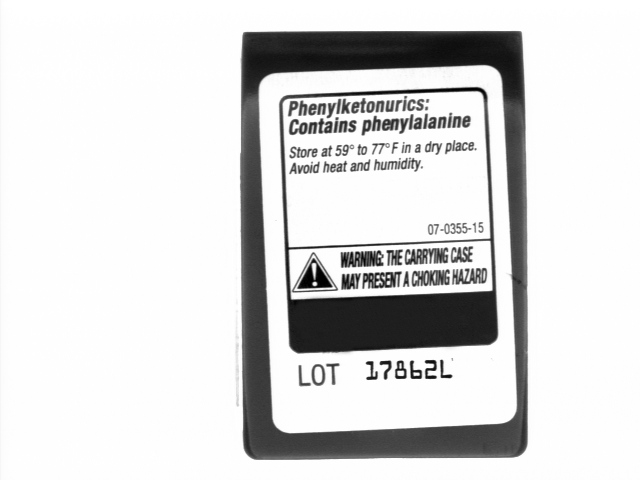 Phenylketonurics:
Contains phenylalanine
Store at 59° to 77°F in a dry place.
Avoid heat and humidity.
07-0355-15
WARNING: THE CARRYING CASE
MAY PRESENT A CHOKING HAZARD
LOT 17862L